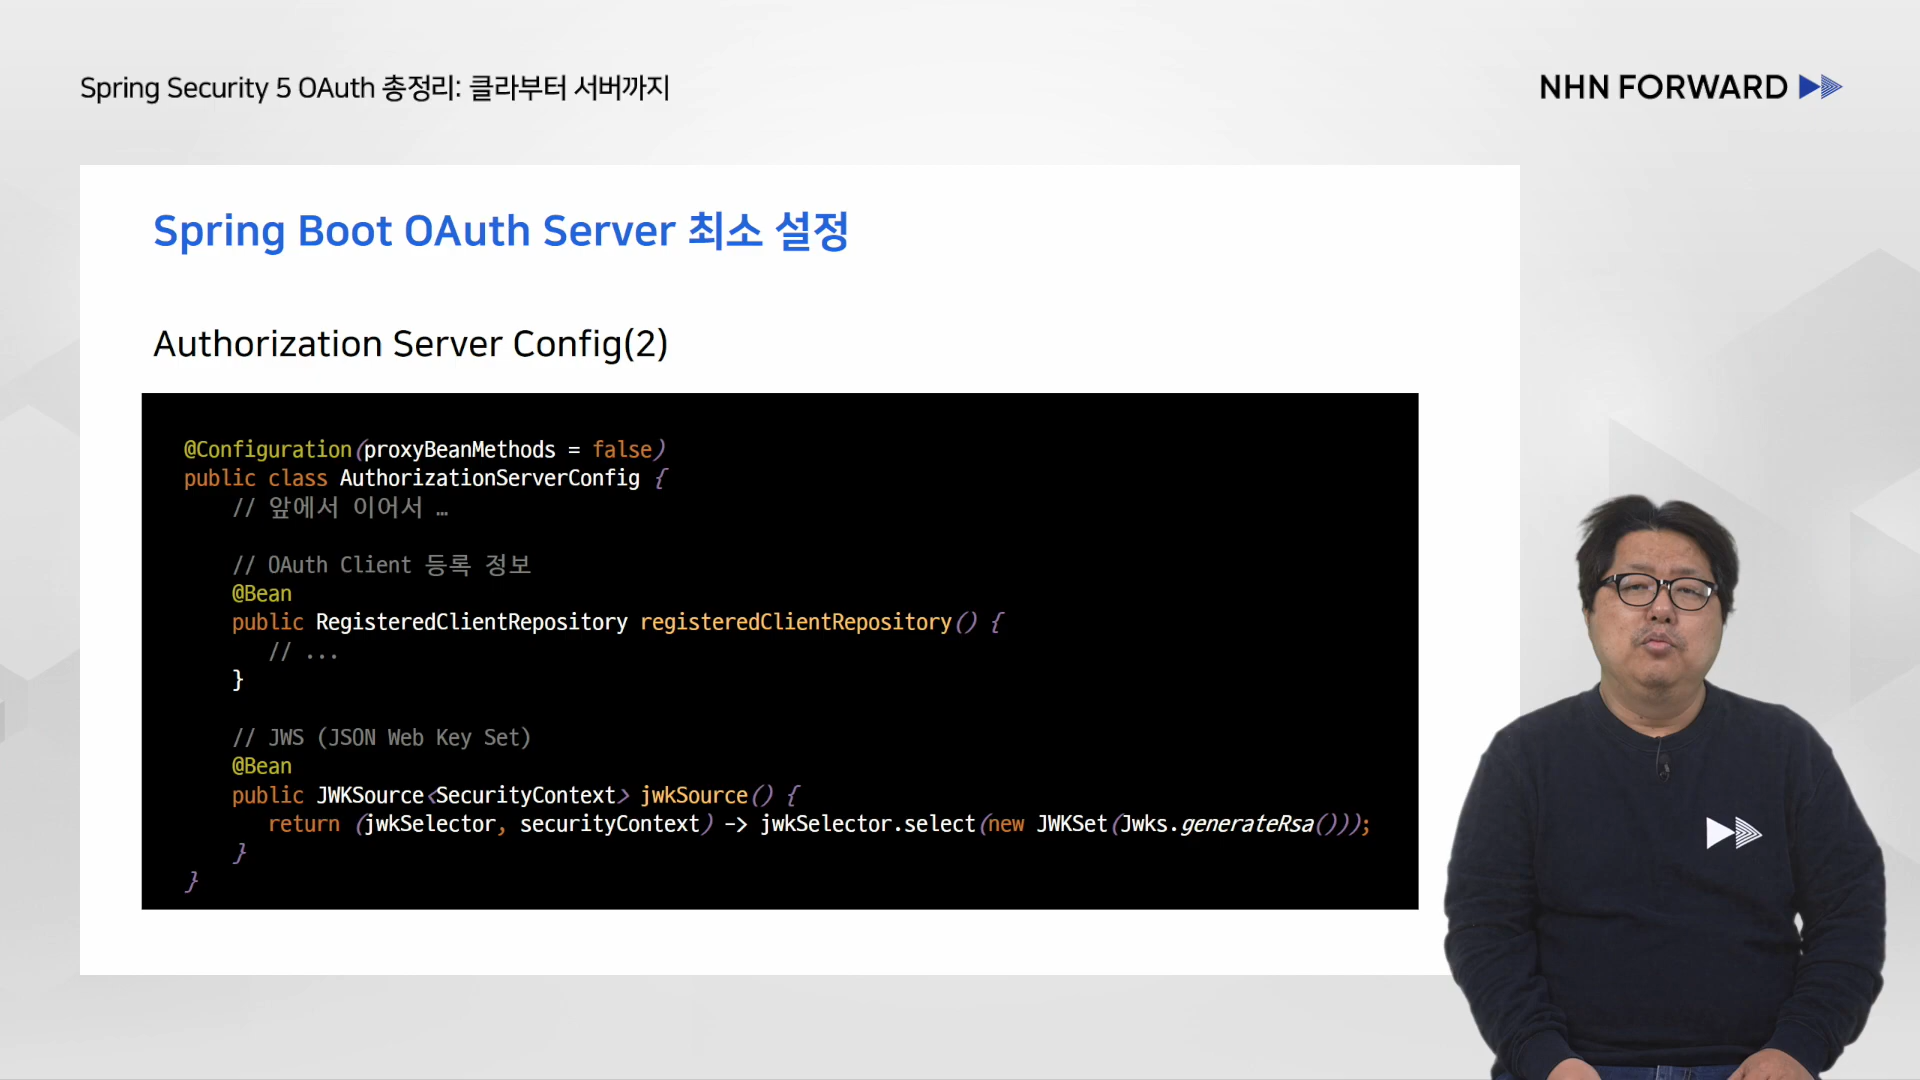 Spring Security 5 OAuth 총정리: 클라부터 서버까지
NHN FORWARD
Spring Boot OAuth Server 최소 설정
Authorization Server Config(2)
@Configuration(proxyBeanMethods = false)
public class AuthorizationServerConfig {
// 앞에서 이어서 …
// OAuth Client 등록 정보
@Bean
public RegisteredClientRepository registeredClientRepository() {
// ...
}
// JWS (JSON Web Key Set)
@Bean
public JWKSource<SecurityContext> jwkSource() {
return (jwkSelector, securityContext) -> jwkSelector.select(new JWKSet(Jwks.generateRsa()));
}
}